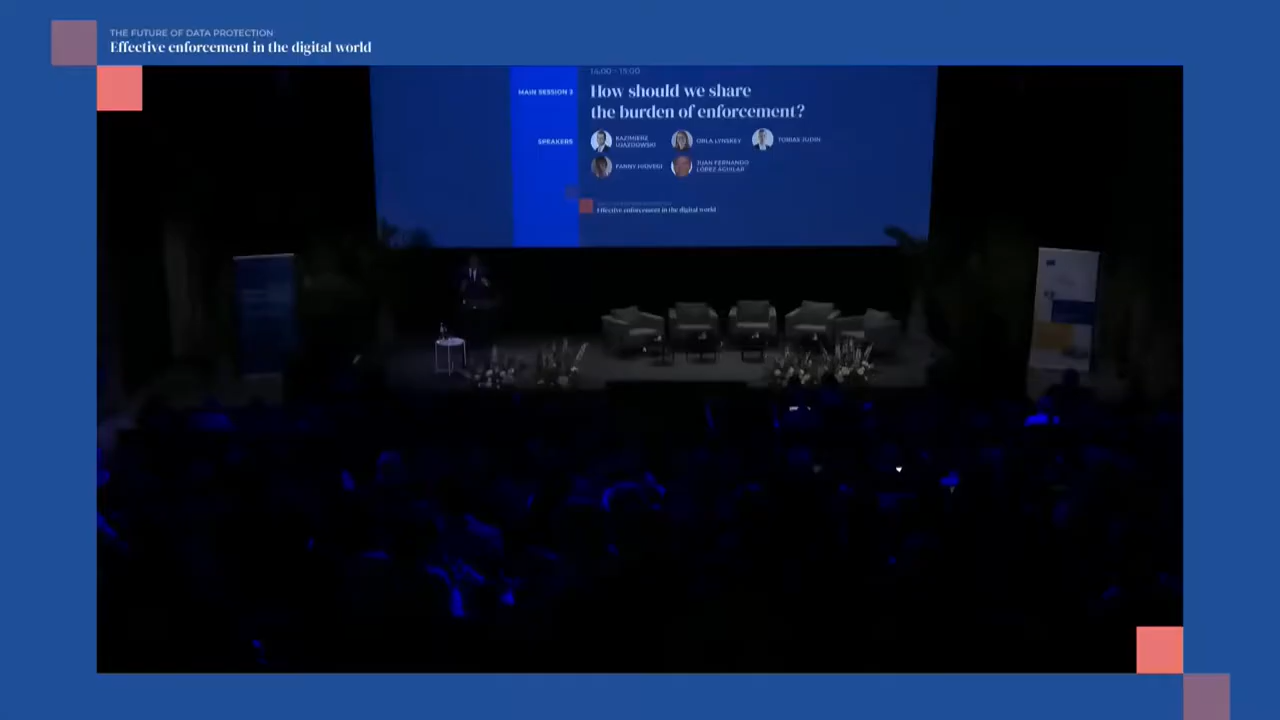 THE FUTURE OF DATA PROTECTION
Effective enforcement in the digital world
14:00 - 15:00
MAIN SESSION 3
How should we share
the burden of enforcement?
SPEAKERS
KAZIMIERZ
UJAZDOWSKI
ORLA LYNSKEY
TOBIAS JUDIN
FANNY HIDVEGI
JUAN FERNANDO
LÓPEZ AGUILAR
Effective enforcement in the digital world